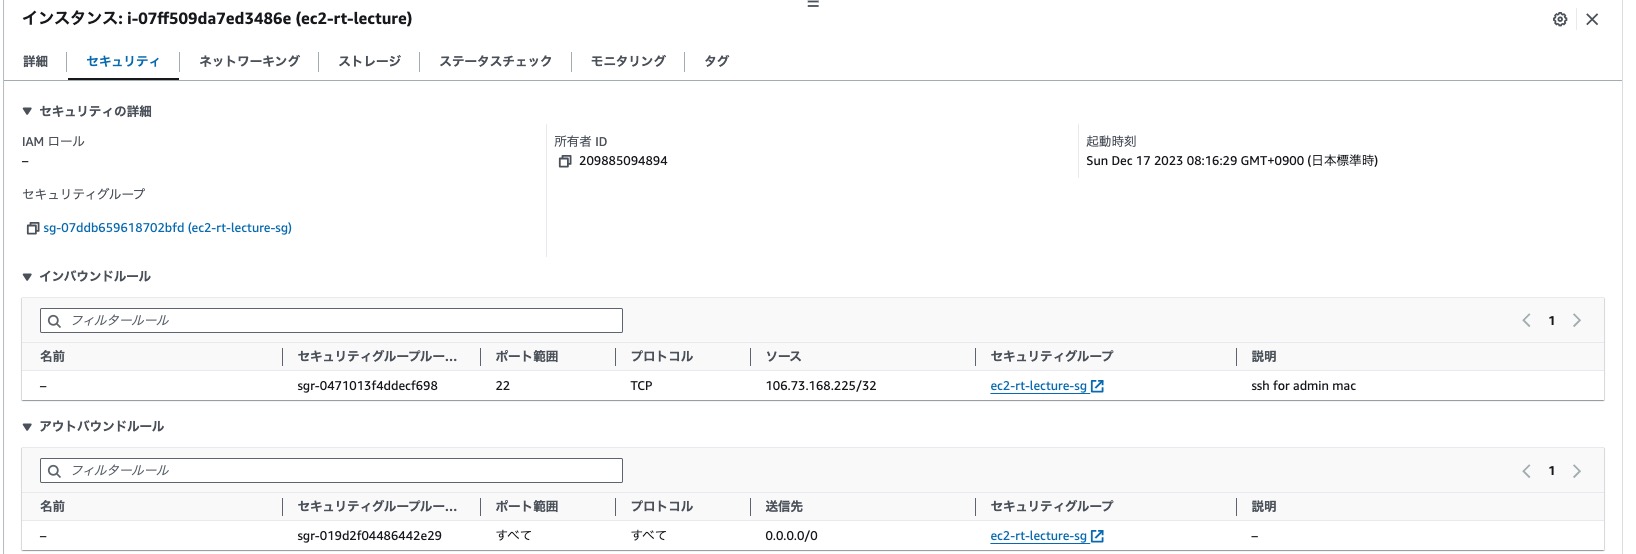 インスタンス: i-07ff509da7ed3486e (ec2-rt-lecture)
詳細 セキュリティ ネットワーキング ストレージ ステータスチェック モニタリング タグ
▼ セキュリティの詳細
IAM ロール 所有者 ID 起動時刻
– 209885094894 Sun Dec 17 2023 08:16:29 GMT+0900 (日本標準時)
セキュリティグループ
sg-07ddb659618702bfd (ec2-rt-lecture-sg)
▼ インバウンドルール
フィルタールール 1
名前 セキュリティグループルー... ポート範囲 プロトコル ソース セキュリティグループ 説明
– sgr-0471013f4ddecf698 22 TCP 106.73.168.225/32 ec2-rt-lecture-sg ssh for admin mac
▼ アウトバウンドルール
フィルタールール 1
名前 セキュリティグループルー... ポート範囲 プロトコル 送信先 セキュリティグループ 説明
– sgr-019d2f04486442e29 すべて すべて 0.0.0.0/0 ec2-rt-lecture-sg –